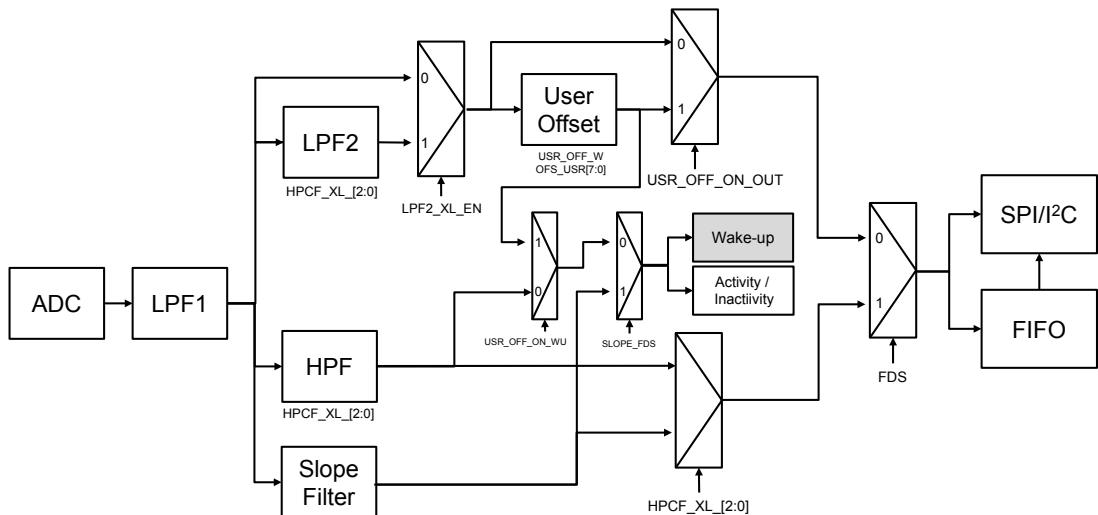 0
LPF2
1
HPCF_XL_[2:0]
LPF2_XL_EN
User
Offset
USR_OFF_W
OFS_USR[7:0]
0
1
USR_OFF_ON_OUT
ADC
LPF1
1
0
USR_OFF_ON_WU
0
1
SLOPE_FDS
Wake-up
Activity /
Inactiivity
HPF
HPCF_XL_[2:0]
Slope
Filter
HPCF_XL_[2:0]
0
1
FDS
SPI/I²C
FIFO